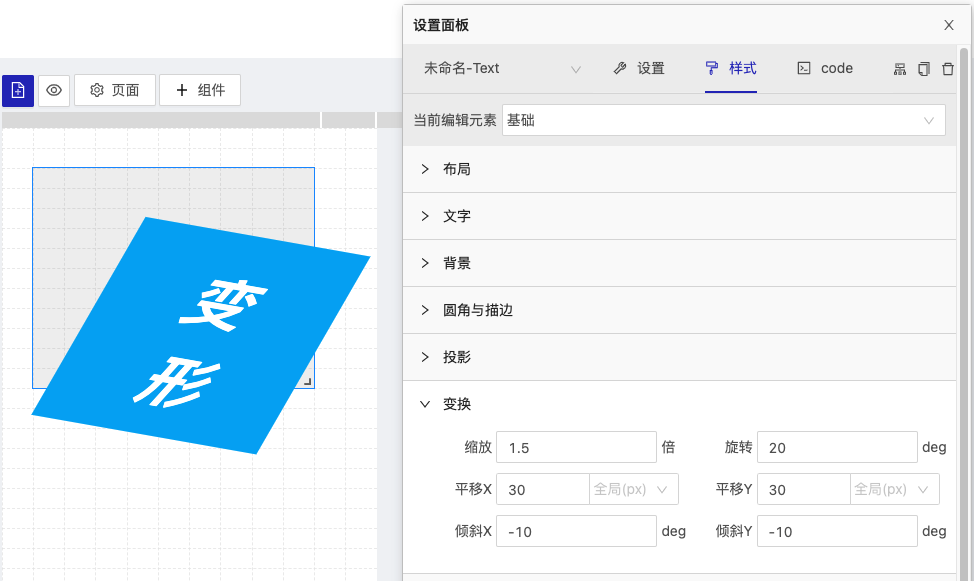 设置面板
未命名-Text 设置 样式 code
页面 组件
当前编辑元素 基础
布局
文字
背景
圆角与描边
投影
变换
缩放 1.5 倍 旋转 20 deg
平移X 30 全局(px) 平移Y 30 全局(px)
倾斜X -10 deg 倾斜Y -10 deg
变
形